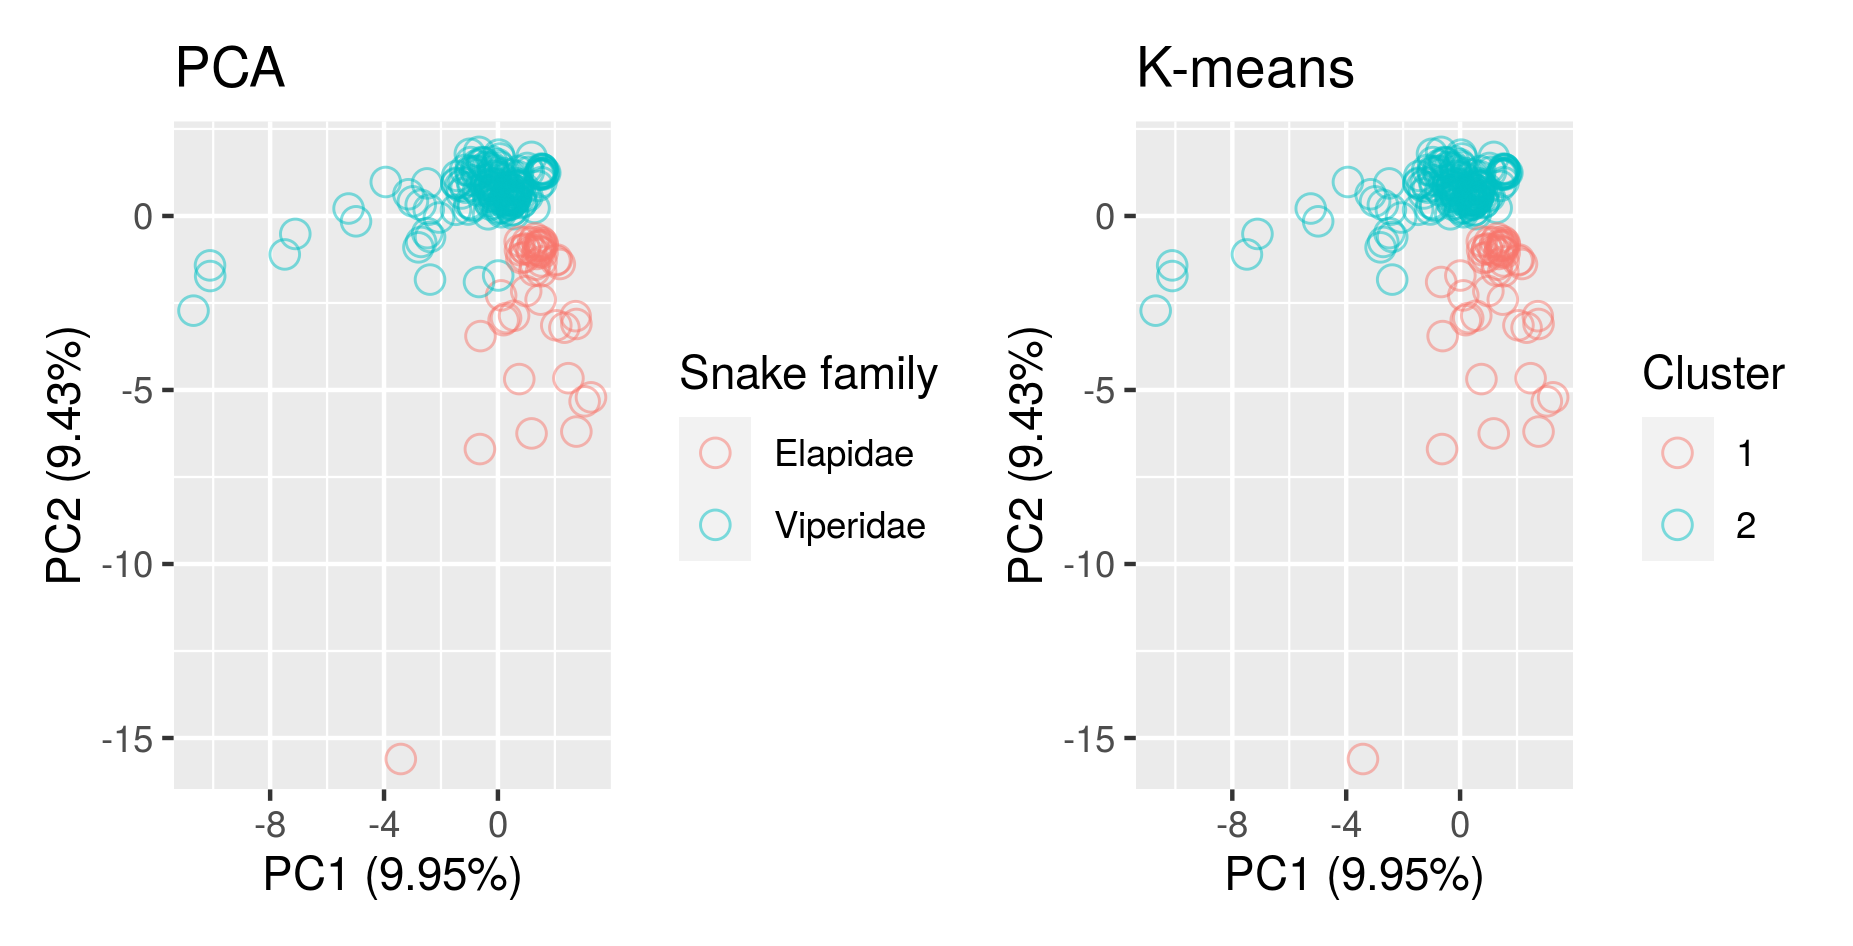 PCA
0
-5
-10
-15
PC2 (9.43%)
-8 -4 0
PC1 (9.95%)
Snake family
Elapidae
Viperidae
K-means
0
-5
-10
-15
PC2 (9.43%)
-8 -4 0
PC1 (9.95%)
Cluster
1
2